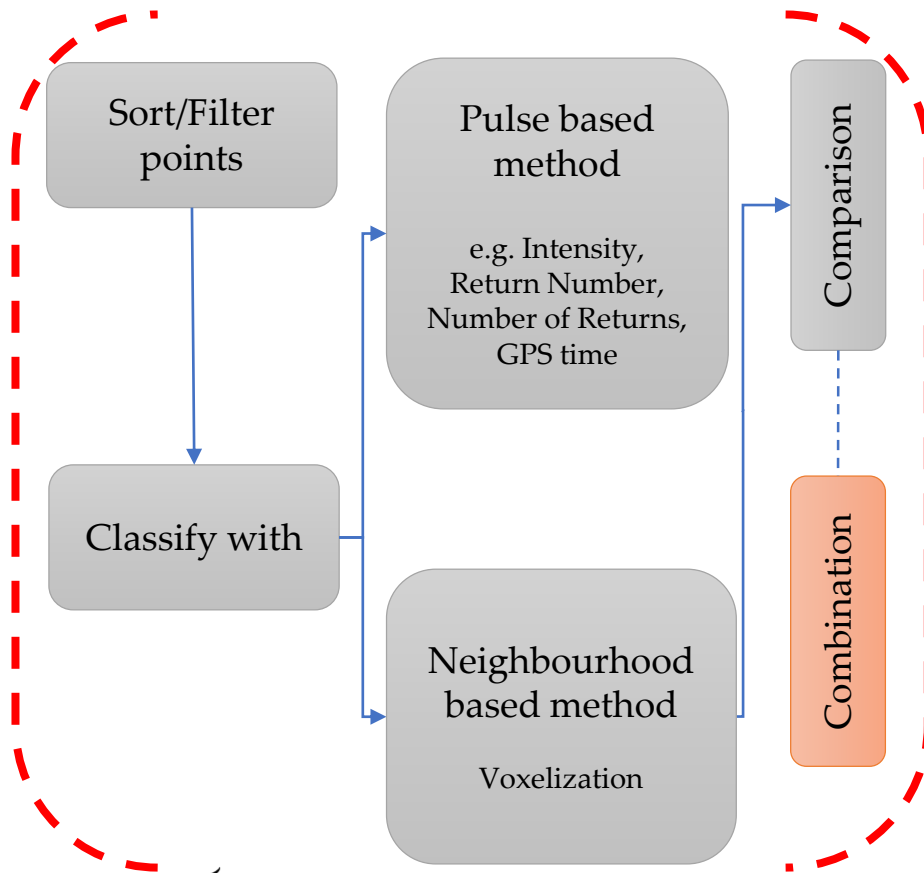 Sort/Filter
points
Pulse based
method
e.g. Intensity,
Return Number,
Number of Returns,
GPS time
Comparison
Classify with
Neighbourhood
based method
Voxelization
Combination